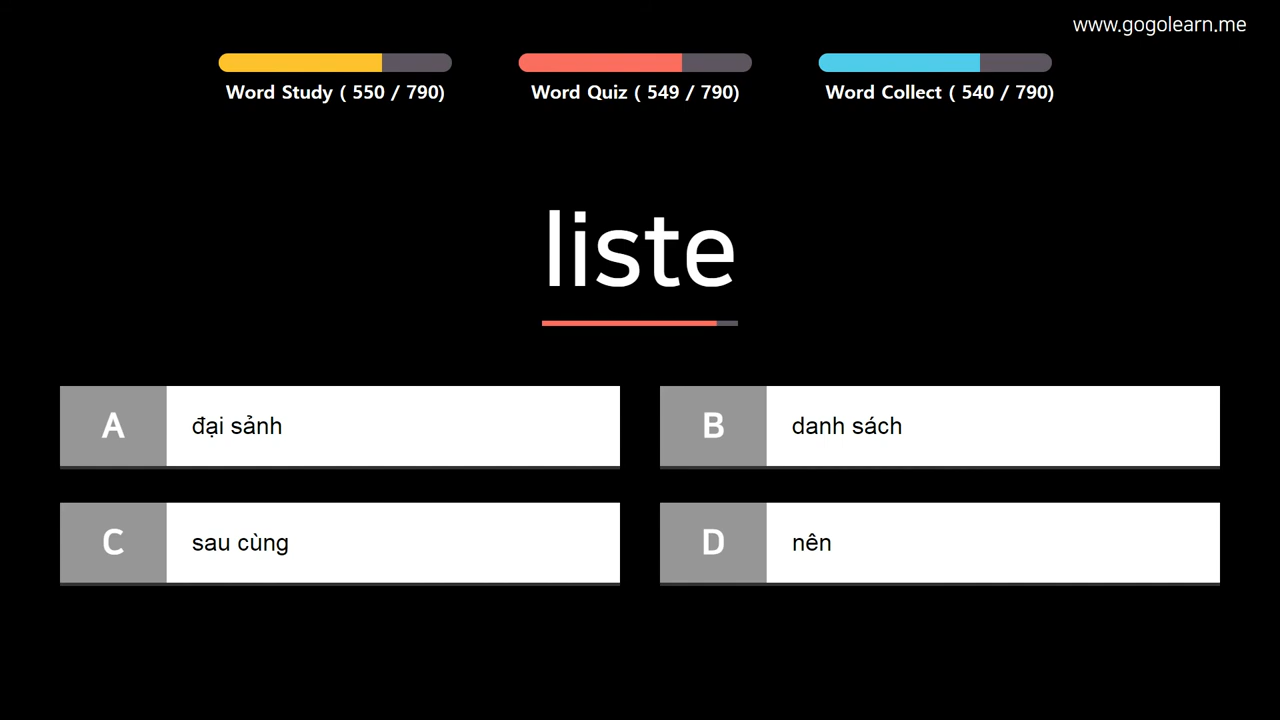 www.gogolearn.me
Word Study ( 550 / 790)
Word Quiz ( 549 / 790)
Word Collect ( 540 / 790)
liste
A
đại sảnh
B
danh sách
C
sau cùng
D
nên